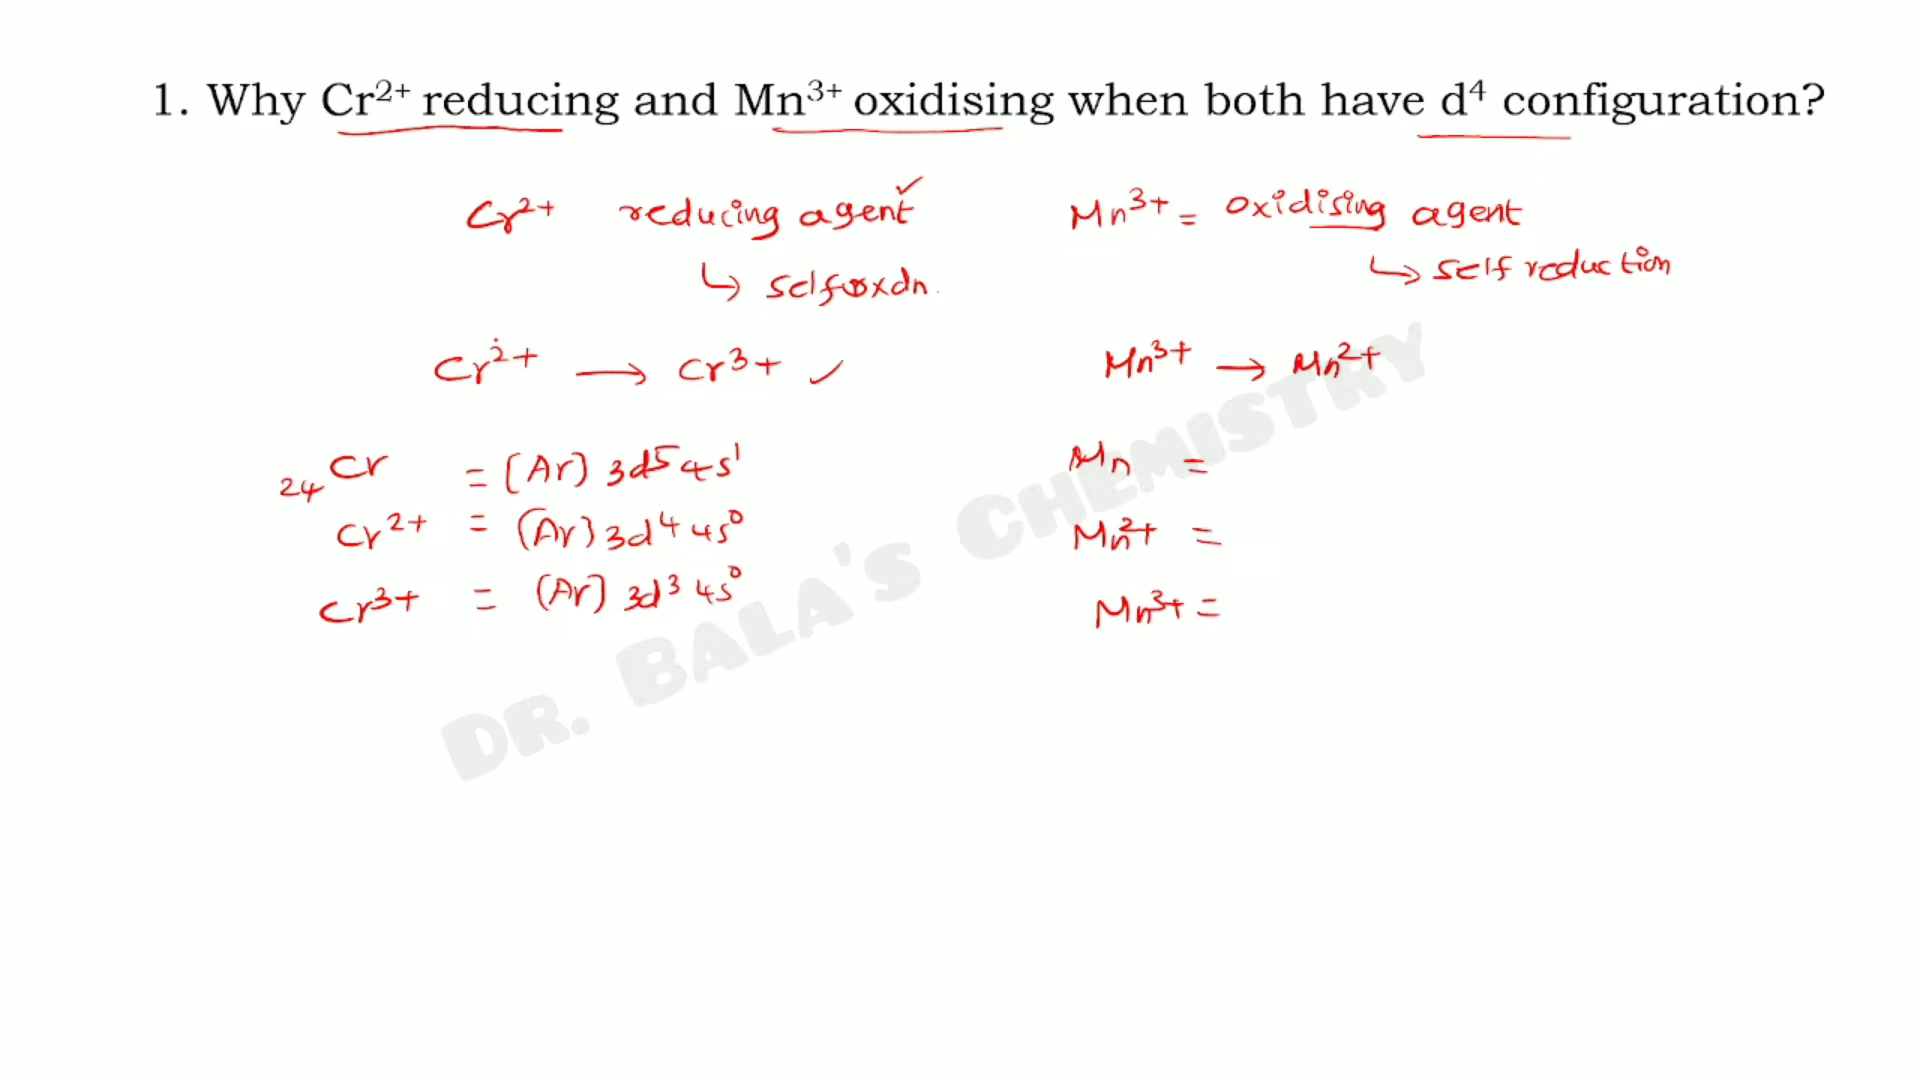 1. Why Cr²⁺ reducing and Mn³⁺ oxidising when both have d⁴ configuration?
Cr²⁺ reducing agent ✓
↳ self oxdn.
Cr²⁺ → Cr³⁺ ✓
₂₄Cr = (Ar) 3d⁵ 4s¹
Cr²⁺ = (Ar) 3d⁴ 4s⁰
Cr³⁺ = (Ar) 3d³ 4s⁰
Mn³⁺ = oxidising agent
↳ self reduction
Mn³⁺ → Mn²⁺
Mn =
Mn²⁺ =
Mn³⁺ =
DR. BALA'S CHEMISTRY